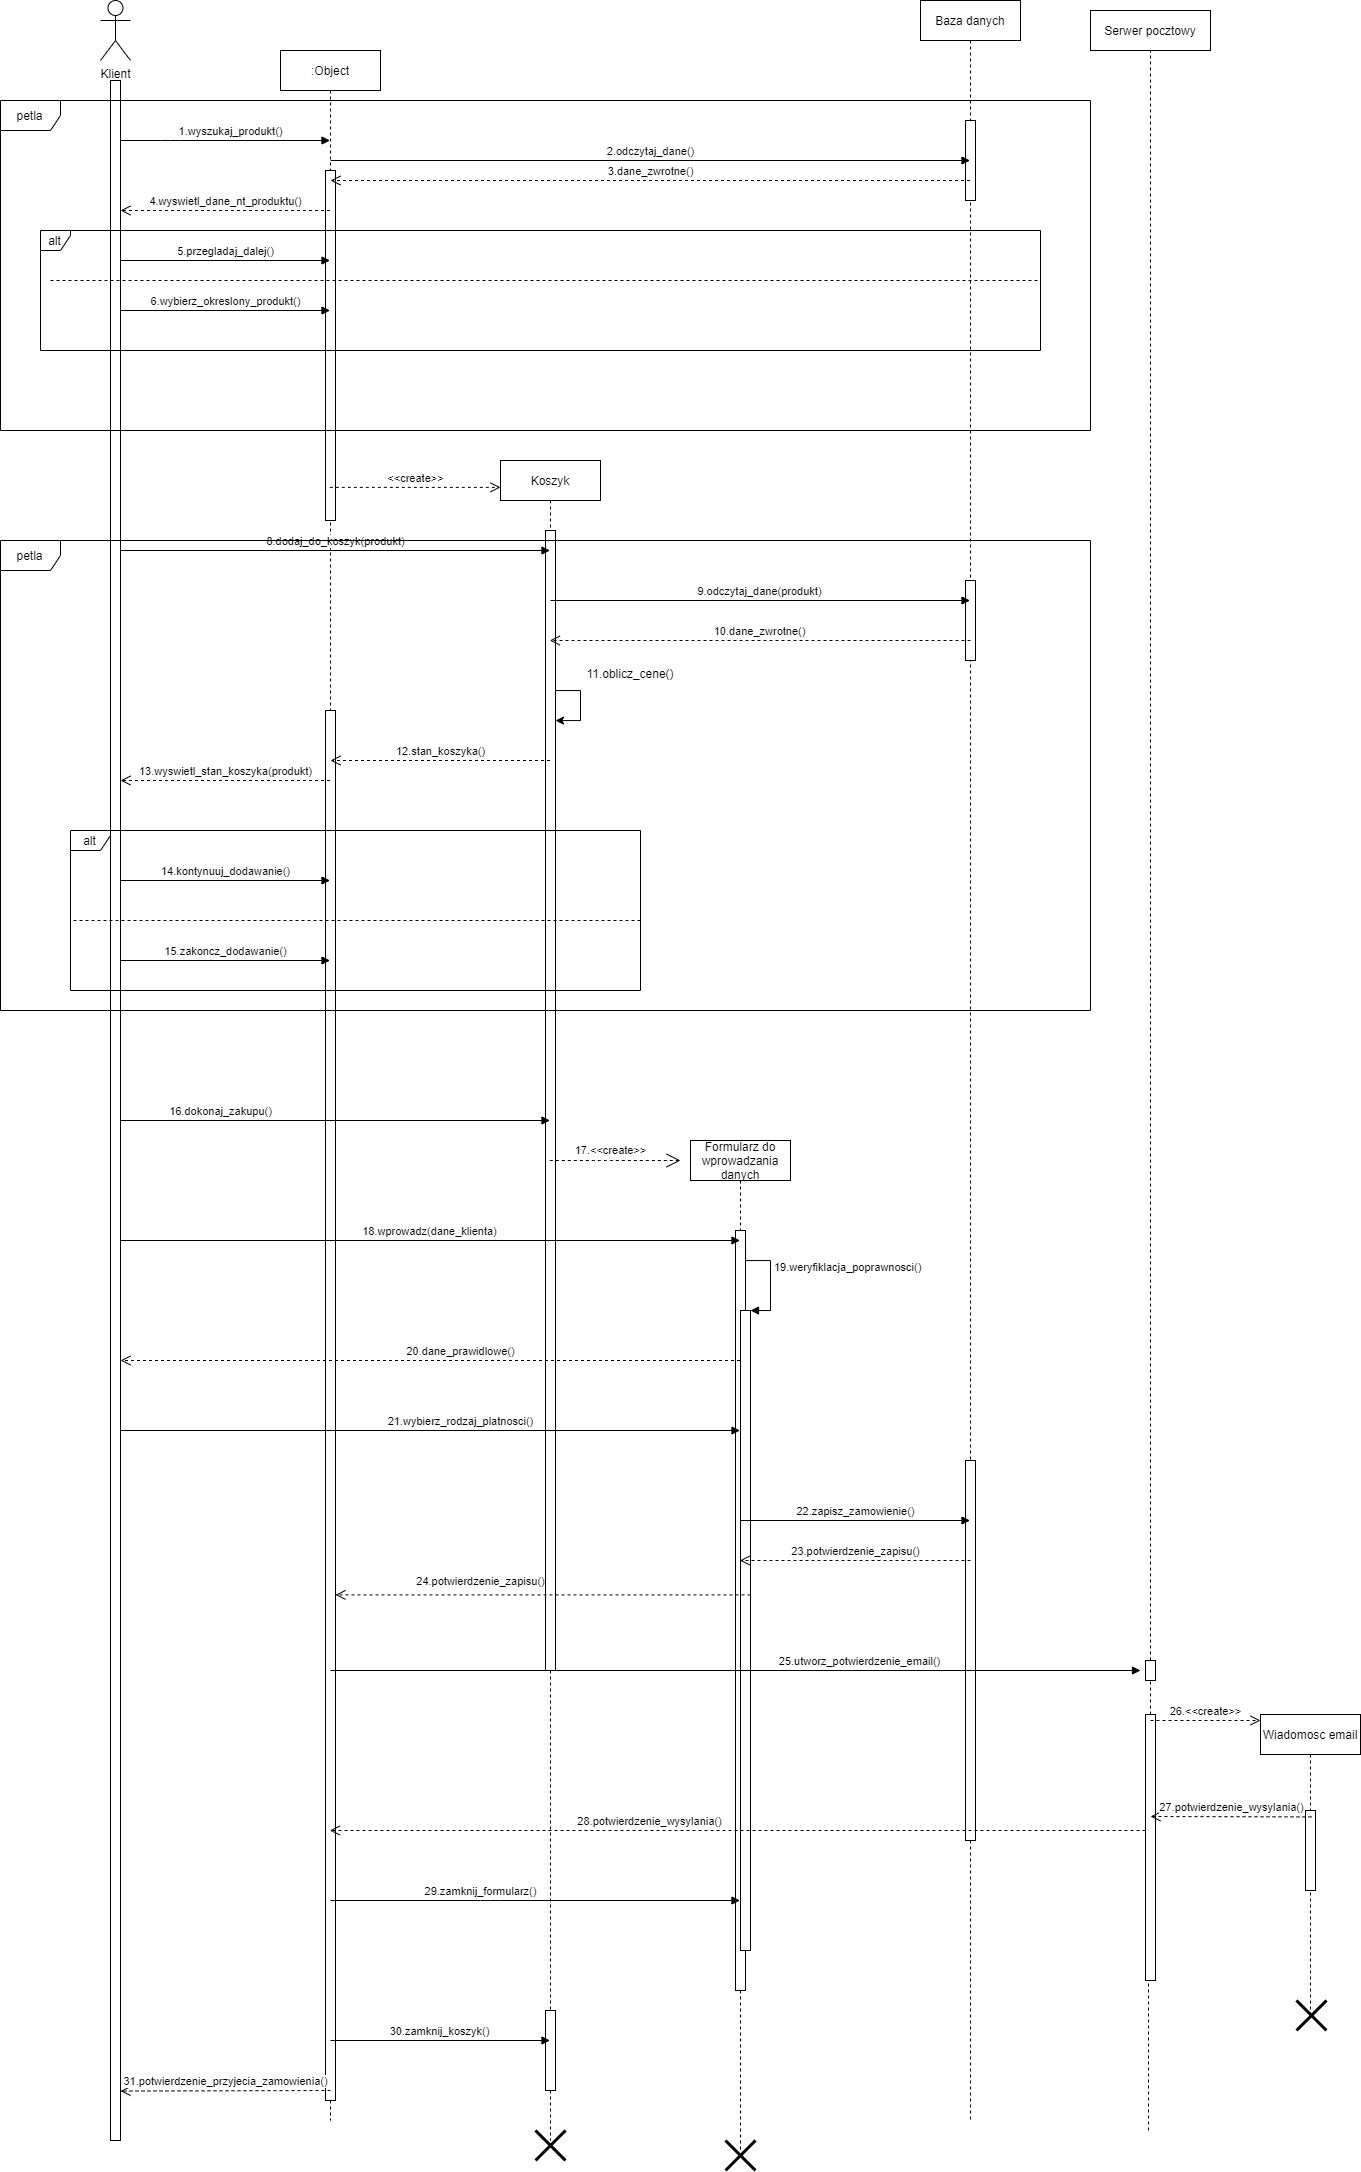 Klient
:Object
Baza danych
Serwer pocztowy
petla
1.wyszukaj_produkt()
2.odczytaj_dane()
3.dane_zwrotne()
4.wyswietl_dane_nt_produktu()
alt
5.przegladaj_dalej()
6.wybierz_okreslony_produkt()
<<create>>
Koszyk
petla
8.dodaj_do_koszyk(produkt)
9.odczytaj_dane(produkt)
10.dane_zwrotne()
11.oblicz_cene()
12.stan_koszyka()
13.wyswietl_stan_koszyka(produkt)
alt
14.kontynuuj_dodawanie()
15.zakoncz_dodawanie()
16.dokonaj_zakupu()
17.<<create>>
Formularz do
wprowadzania
danych
18.wprowadz(dane_klienta)
19.weryfiklacja_poprawnosci()
20.dane_prawidlowe()
21.wybierz_rodzaj_platnosci()
22.zapisz_zamowienie()
23.potwierdzenie_zapisu()
24.potwierdzenie_zapisu()
25.utworz_potwierdzenie_email()
26.<<create>>
Wiadomosc email
27.potwierdzenie_wysylania()
28.potwierdzenie_wysylania()
29.zamknij_formularz()
30.zamknij_koszyk()
31.potwierdzenie_przyjecia_zamowienia()